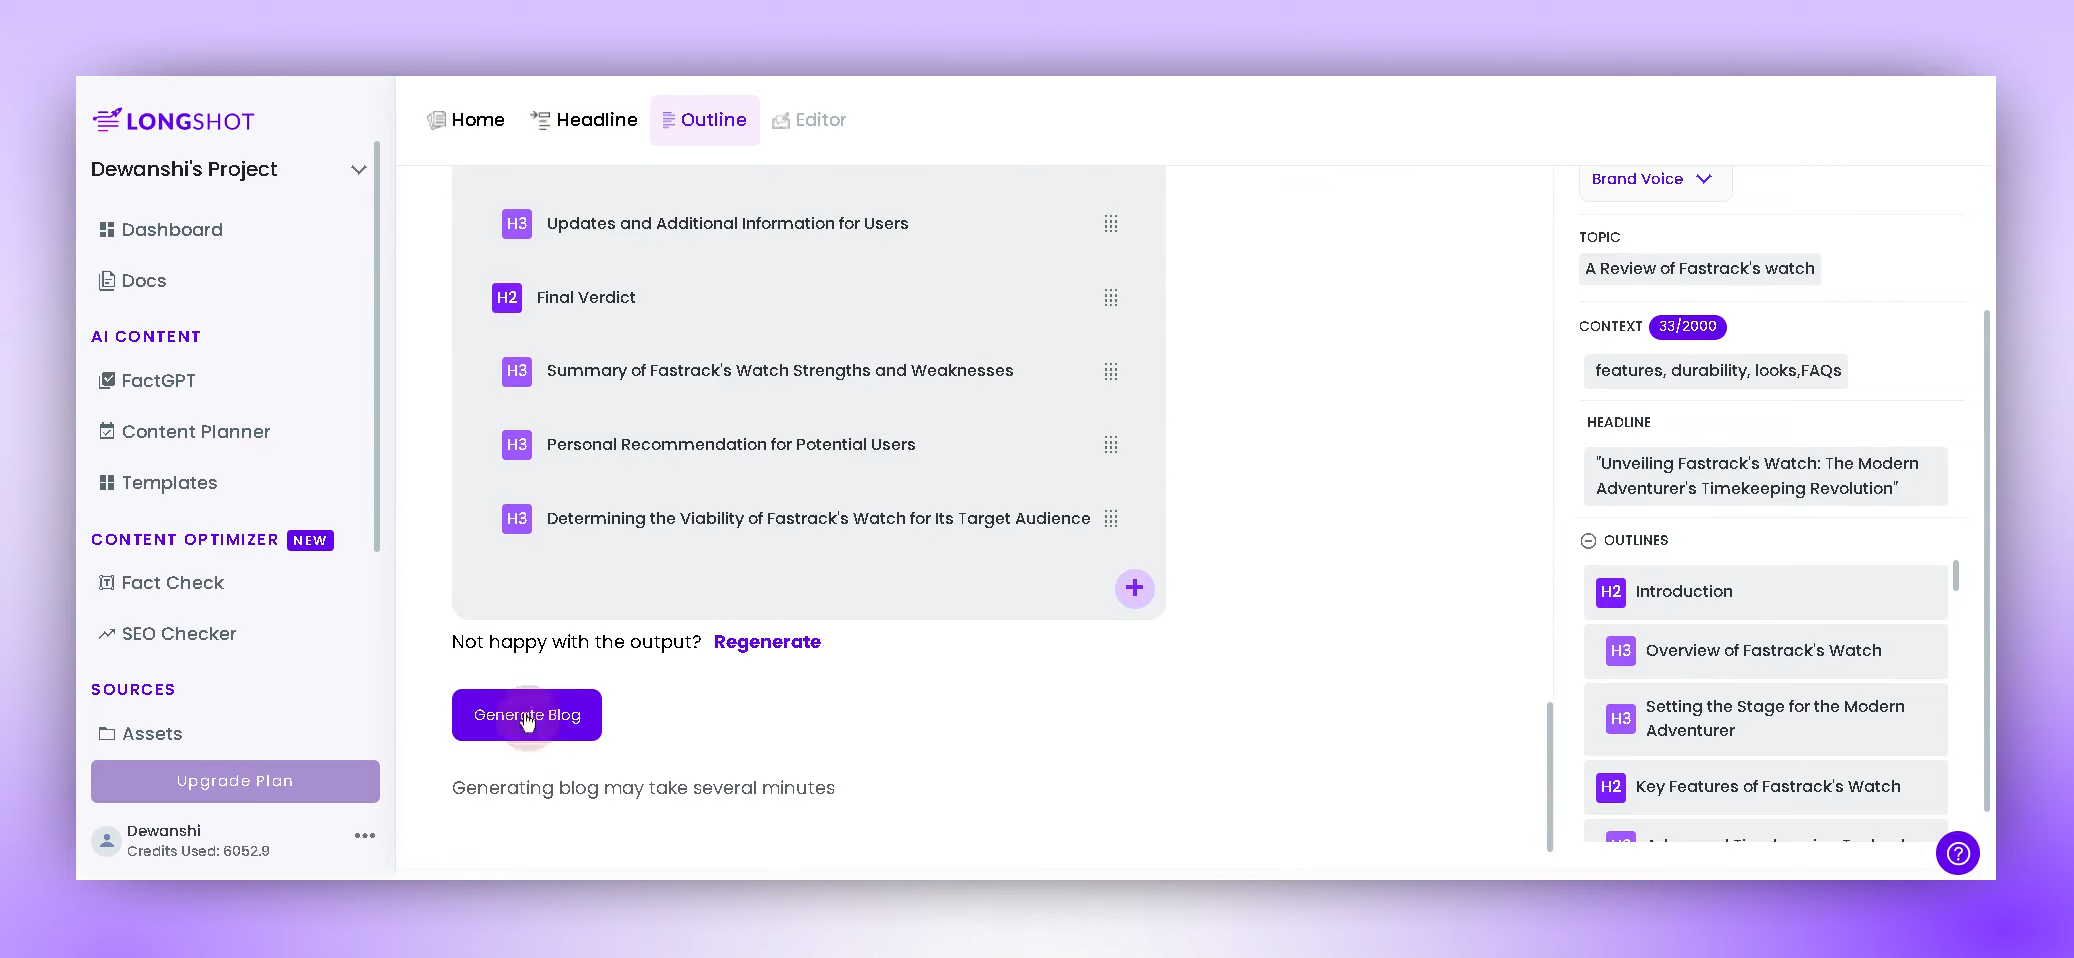 LONGSHOT
Dewanshi's Project
Dashboard
Docs
AI CONTENT
FactGPT
Content Planner
Templates
CONTENT OPTIMIZER NEW
Fact Check
SEO Checker
SOURCES
Assets
Upgrade Plan
Dewanshi
Credits Used: 6052.9
Home
Headline
Outline
Editor
H3 Updates and Additional Information for Users
H2 Final Verdict
H3 Summary of Fastrack's Watch Strengths and Weaknesses
H3 Personal Recommendation for Potential Users
H3 Determining the Viability of Fastrack's Watch for Its Target Audience
Not happy with the output? Regenerate
Generate Blog
Generating blog may take several minutes
Brand Voice
TOPIC
A Review of Fastrack's watch
CONTEXT 33/2000
features, durability, looks,FAQs
HEADLINE
"Unveiling Fastrack's Watch: The Modern
Adventurer's Timekeeping Revolution"
OUTLINES
H2 Introduction
H3 Overview of Fastrack's Watch
H3 Setting the Stage for the Modern
Adventurer
H2 Key Features of Fastrack's Watch